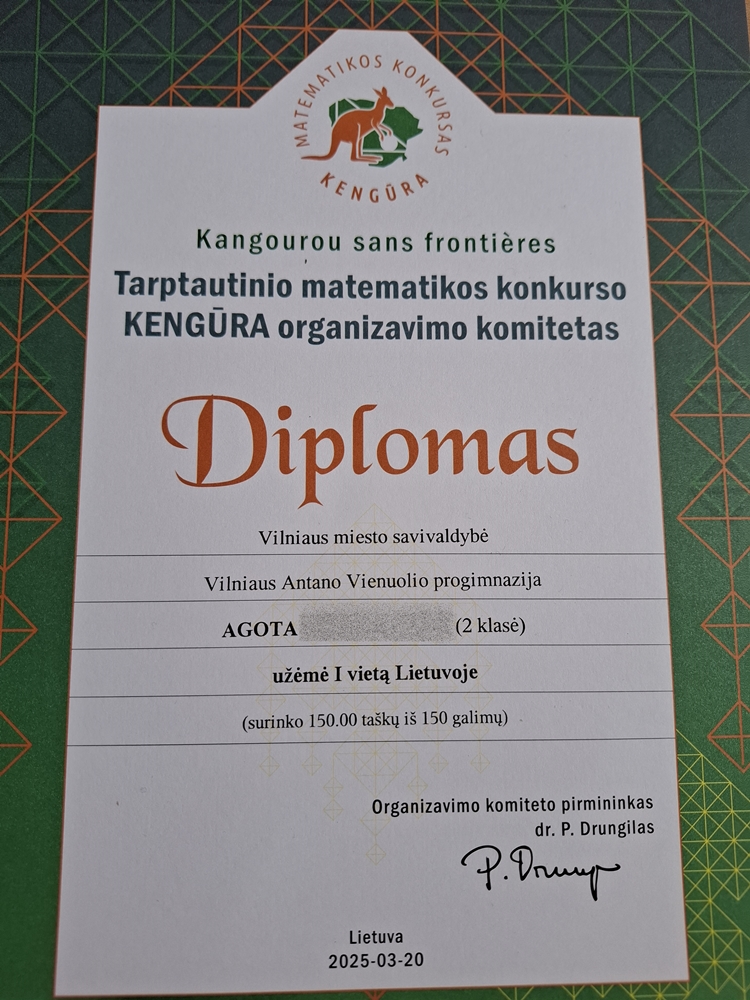 MATEMATIKOS KONKURSAS
KENGŪRA
Kangourou sans frontières
Tarptautinio matematikos konkurso
KENGŪRA organizavimo komitetas
Diplomas
Vilniaus miesto savivaldybė
Vilniaus Antano Vienuolio progimnazija
AGOTA (2 klasė)
užėmė I vietą Lietuvoje
(surinko 150.00 taškų iš 150 galimų)
Organizavimo komiteto pirmininkas
dr. P. Drungilas
Lietuva
2025-03-20